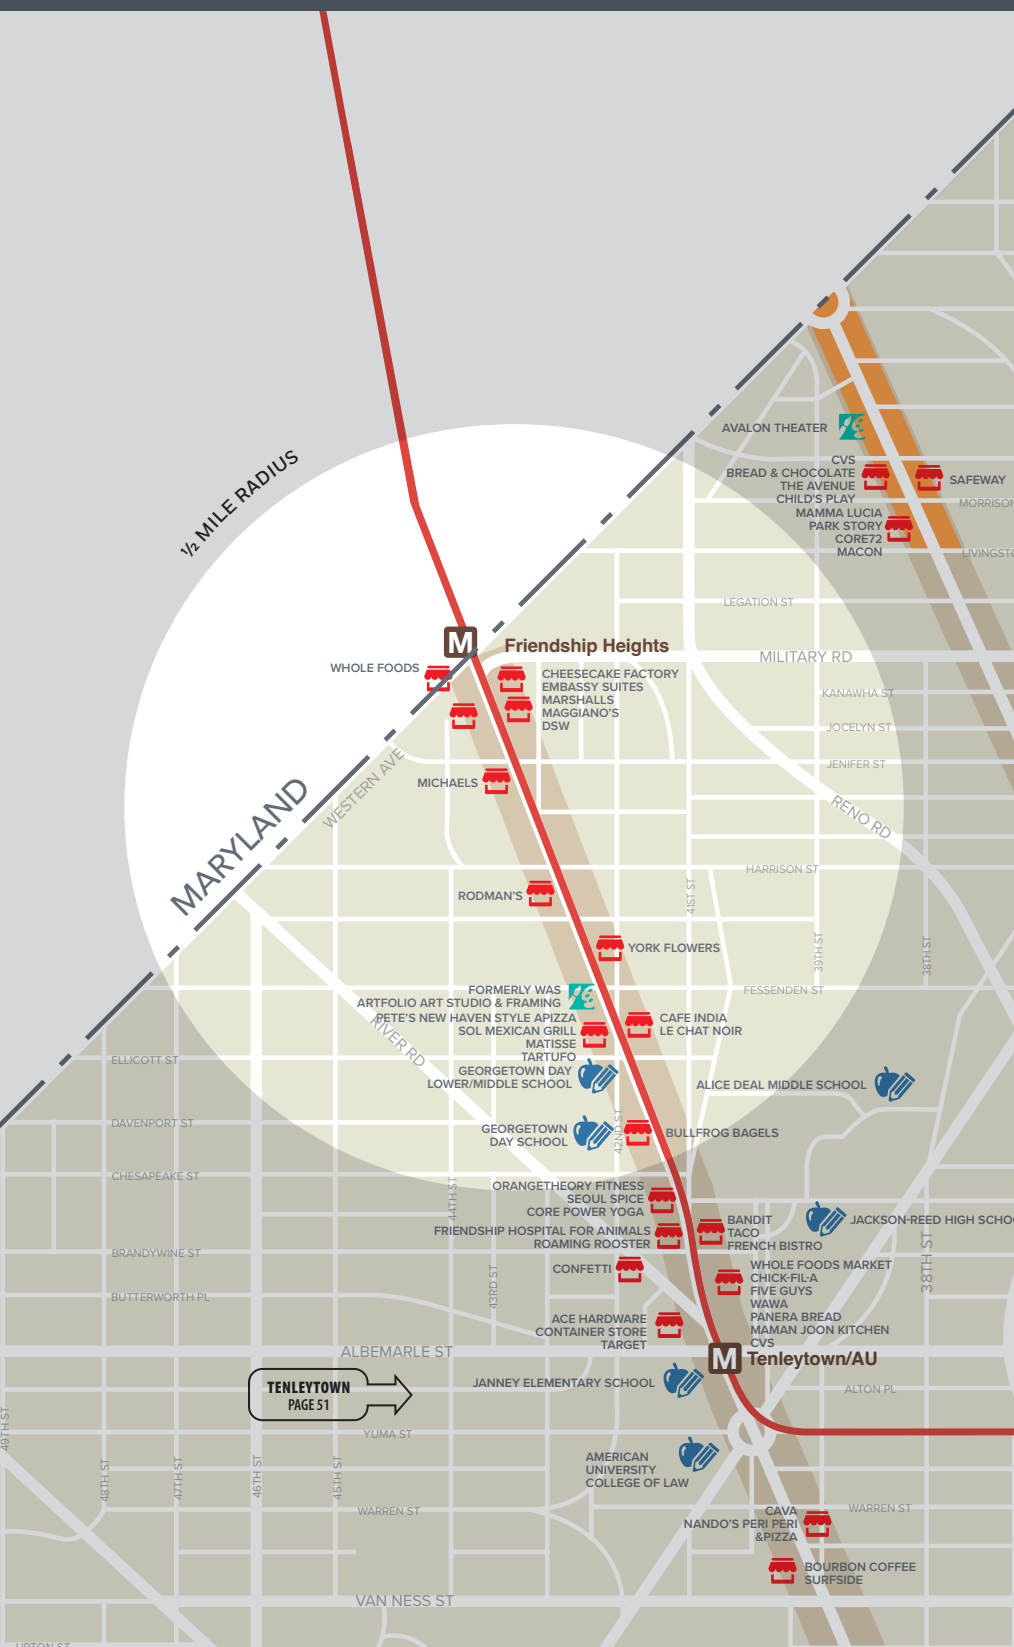 ½ MILE RADIUS
AVALON THEATER
CVS
BREAD & CHOCOLATE
THE AVENUE
CHILD'S PLAY
SAFEWAY
MAMMA LUCIA
PARK STORY
CORE72
MACON
LEGATION ST
M
Friendship Heights
MILITARY RD
WHOLE FOODS
CHEESECAKE FACTORY
EMBASSY SUITES
MARSHALLS
MAGGIANO'S
DSW
KANAWHA ST
JOCELYN ST
JENIFER ST
MICHAELS
WESTERN AVE
MARYLAND
RENO RD
HARRISON ST
RODMAN'S
41ST ST
YORK FLOWERS
39TH ST
38TH ST
FORMERLY WAS
ARTFOLIO ART STUDIO & FRAMING
FESSENDEN ST
PETE'S NEW HAVEN STYLE APIZZA
SOL MEXICAN GRILL
MATISSE
TARTUFO
CAFE INDIA
LE CHAT NOIR
RIVER RD
ELLICOTT ST
GEORGETOWN DAY
LOWER/MIDDLE SCHOOL
ALICE DEAL MIDDLE SCHOOL
DAVENPORT ST
GEORGETOWN
DAY SCHOOL
42ND ST
BULLFROG BAGELS
CHESAPEAKE ST
44TH ST
ORANGETHEORY FITNESS
SEOUL SPICE
CORE POWER YOGA
FRIENDSHIP HOSPITAL FOR ANIMALS
ROAMING ROOSTER
BANDIT
TACO
FRENCH BISTRO
JACKSON-REED HIGH SCHO
38TH ST
BRANDYWINE ST
CONFETTI
43RD ST
WHOLE FOODS MARKET
CHICK-FIL-A
FIVE GUYS
WAWA
PANERA BREAD
MAMAN JOON KITCHEN
CVS
BUTTERWORTH PL
ACE HARDWARE
CONTAINER STORE
TARGET
ALBEMARLE ST
M
Tenleytown/AU
TENLEYTOWN
PAGE 51
JANNEY ELEMENTARY SCHOOL
ALTON PL
49TH ST
YUMA ST
48TH ST
47TH ST
46TH ST
45TH ST
AMERICAN
UNIVERSITY
COLLEGE OF LAW
WARREN ST
CAVA
NANDO'S PERI PERI
&PIZZA
WARREN ST
BOURBON COFFEE
SURFSIDE
VAN NESS ST